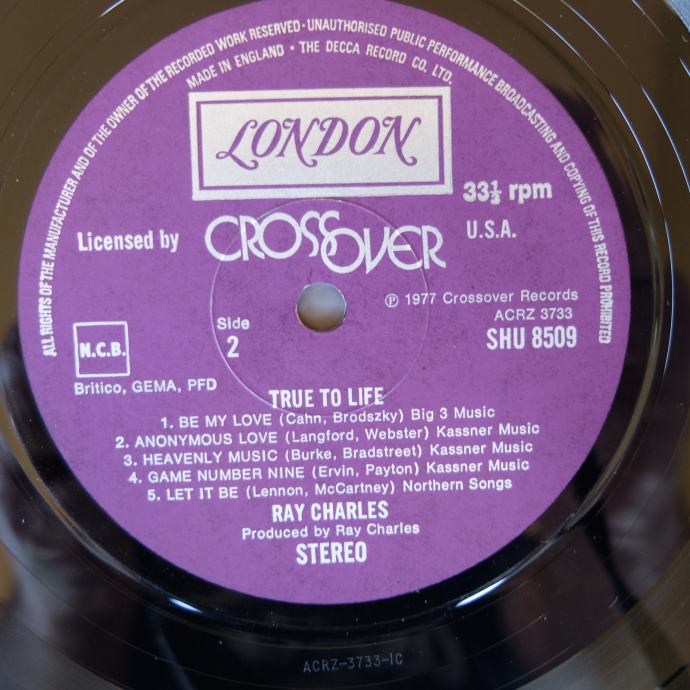 ALL RIGHTS OF THE MANUFACTURER AND OF THE OWNER OF THE RECORDED WORK RESERVED · UNAUTHORISED PUBLIC PERFORMANCE BROADCASTING AND COPYING OF THIS RECORD PROHIBITED
MADE IN ENGLAND · THE DECCA RECORD CO. LTD.
LONDON
33⅓ rpm
Licensed by CROSSOVER U.S.A.
℗ 1977 Crossover Records
ACRZ 3733
Side
2
SHU 8509
N.C.B.
Britico, GEMA, PFD
TRUE TO LIFE
1. BE MY LOVE (Cahn, Brodszky) Big 3 Music
2. ANONYMOUS LOVE (Langford, Webster) Kassner Music
3. HEAVENLY MUSIC (Burke, Bradstreet) Kassner Music
4. GAME NUMBER NINE (Ervin, Payton) Kassner Music
5. LET IT BE (Lennon, McCartney) Northern Songs
RAY CHARLES
Produced by Ray Charles
STEREO
ACRZ-3733-1C